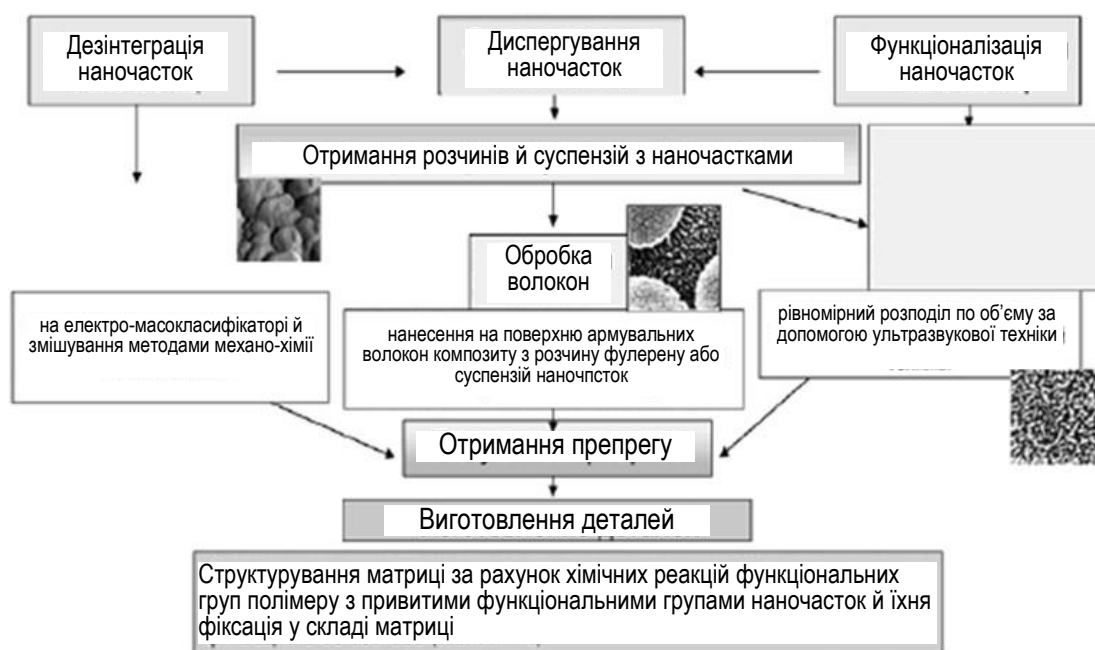 Дезінтеграція
наночасток
Диспергування
наночасток
Функціоналізація
наночасток
Отримання розчинів й суспензій з наночастками
Обробка
волокон
на електро-масокласифікаторі й
змішування методами механо-хімії
нанесення на поверхню армувальних
волокон композиту з розчину фулерену або
суспензій наночпсток
рівномірний розподіл по об’єму за
допомогою ультразвукової техніки
Отримання препрегу
Виготовлення деталей
Структурування матриці за рахунок хімічних реакцій функціональних
груп полімеру з привитими функціональними групами наночасток й їхня
фіксація у складі матриці